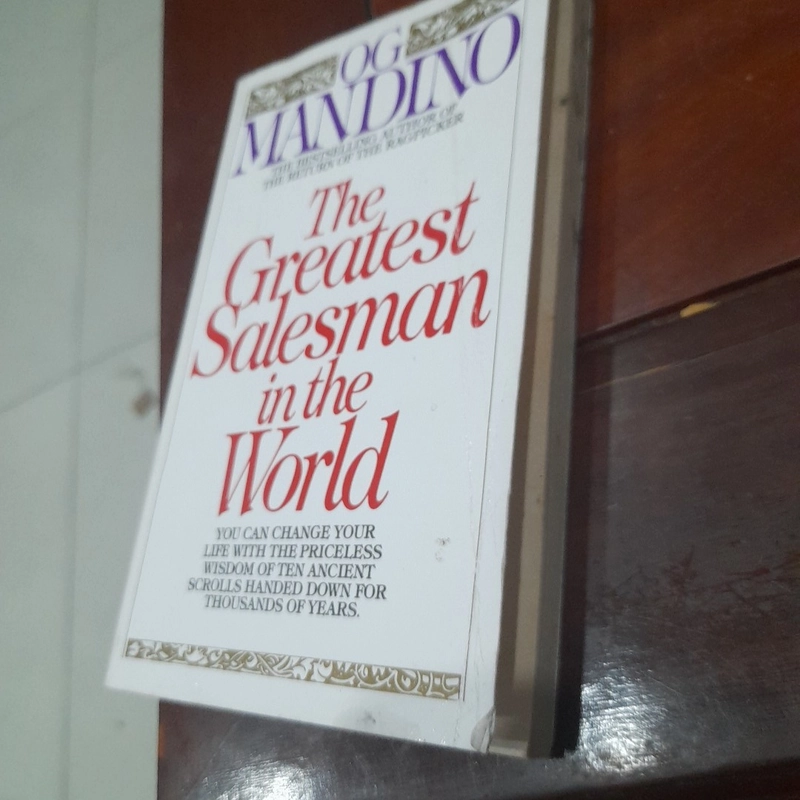 OG
MANDINO
THE BESTSELLING AUTHOR OF
THE RETURN OF THE RAGPICKER
The
Greatest
Salesman
in the
World
YOU CAN CHANGE YOUR
LIFE WITH THE PRICELESS
WISDOM OF TEN ANCIENT
SCROLLS HANDED DOWN FOR
THOUSANDS OF YEARS.